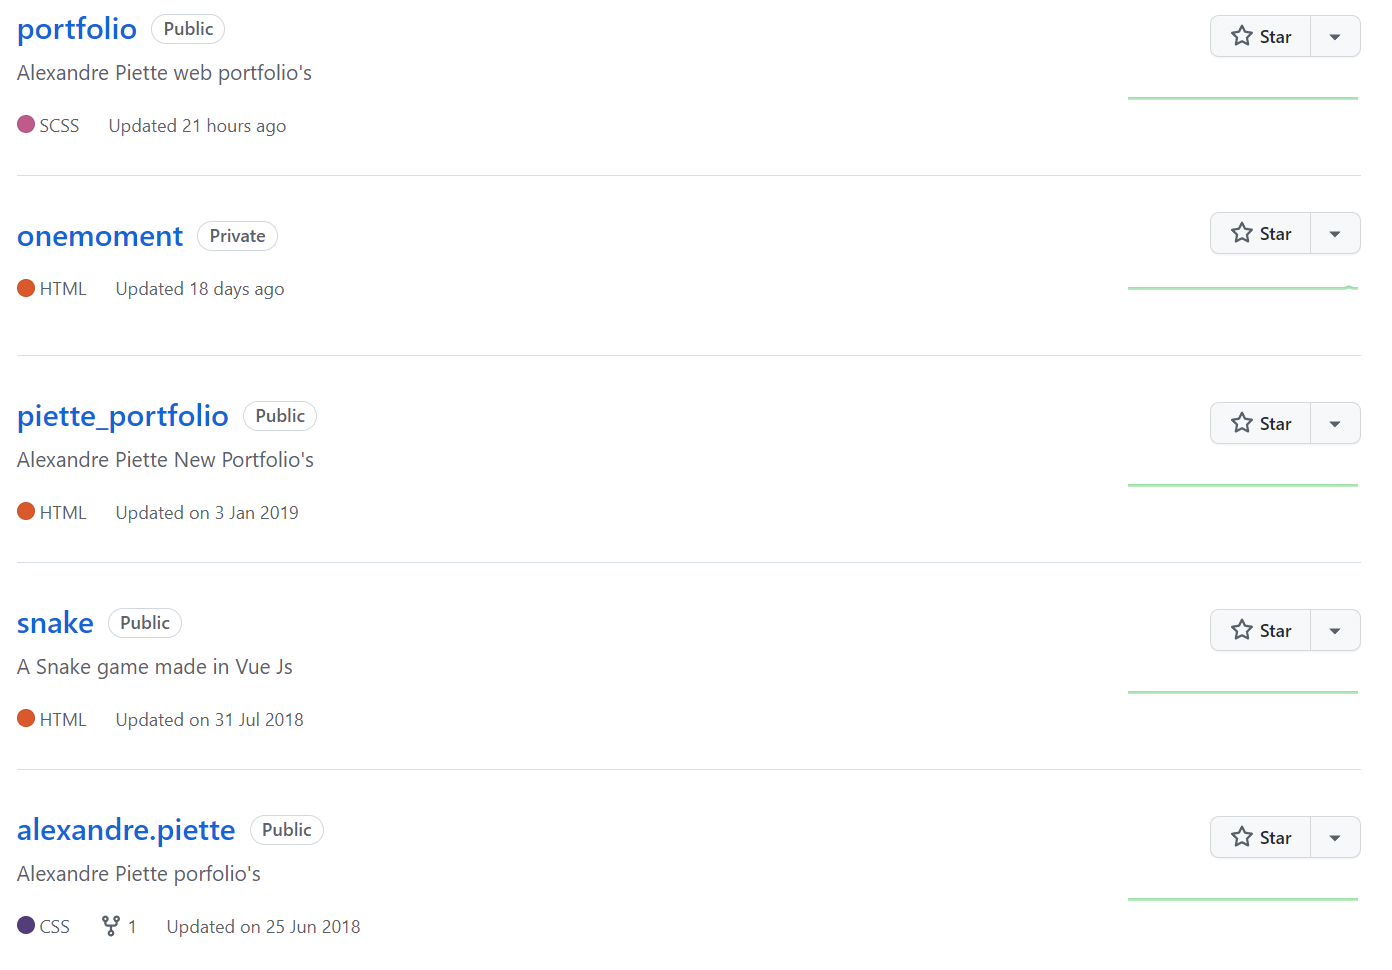 portfolio Public Star
Alexandre Piette web portfolio's
SCSS Updated 21 hours ago
onemoment Private Star
HTML Updated 18 days ago
piette_portfolio Public Star
Alexandre Piette New Portfolio's
HTML Updated on 3 Jan 2019
snake Public Star
A Snake game made in Vue Js
HTML Updated on 31 Jul 2018
alexandre.piette Public Star
Alexandre Piette porfolio's
CSS 1 Updated on 25 Jun 2018